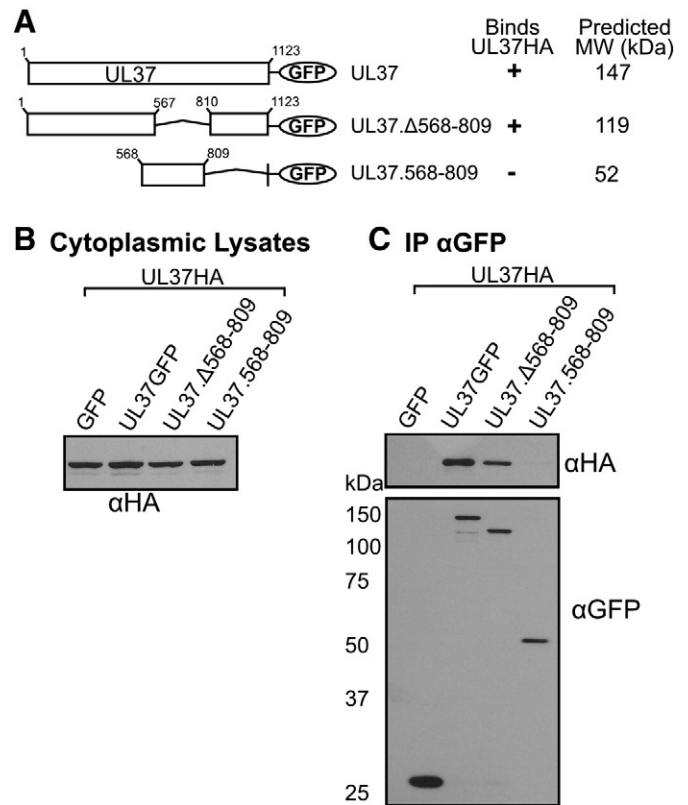 A
Binds Predicted
UL37HA MW (kDa)
1 1123
UL37 GFP UL37 + 147
1 567 810 1123
GFP UL37.Δ568-809 + 119
568 809
GFP UL37.568-809 - 52
B Cytoplasmic Lysates
UL37HA
GFP
UL37GFP
UL37.Δ568-809
UL37.568-809
αHA
C IP αGFP
UL37HA
GFP
UL37GFP
UL37.Δ568-809
UL37.568-809
αHA
kDa
150
100
75
αGFP
50
37
25